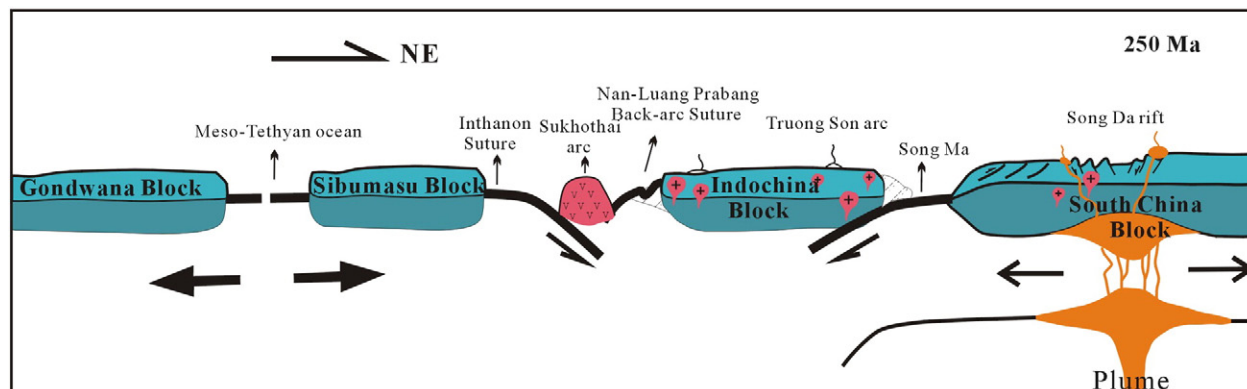 250 Ma
NE
Nan-Luang Prabang
Back-arc Suture
Meso-Tethyan ocean
Inthanon
Suture
Sukhothai
arc
Truong Son arc
Song Ma
Song Da rift
Gondwana Block
Sibumasu Block
Indochina
Block
South China
Block
Plume